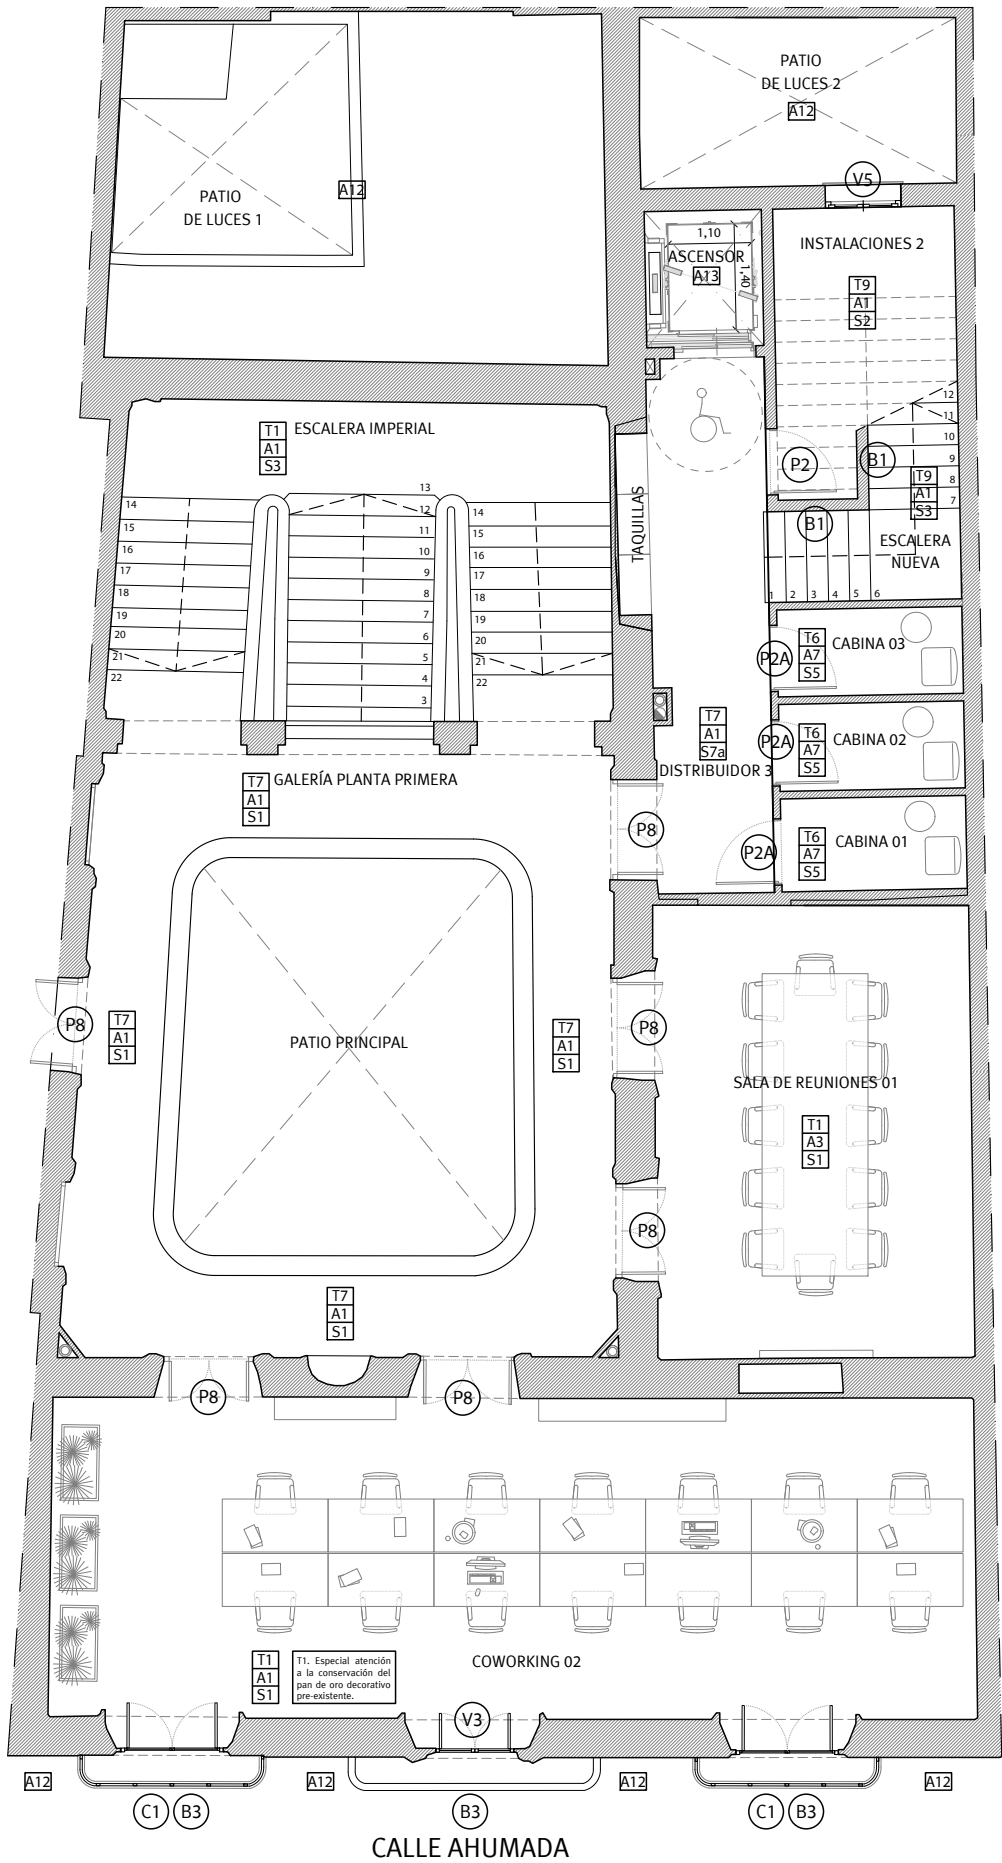 PATIO
DE LUCES 2
A12
PATIO
DE LUCES 1
A12
V5
1,10
ASCENSOR
A13
1,40
INSTALACIONES 2
T9
A1
S2
T1
A1
S3
ESCALERA IMPERIAL
12
11
10
9
8
7
P2
B1
T9
A1
S3
TAQUILLAS
B1
ESCALERA
NUEVA
1
2
3
4
5
6
14
15
16
17
18
19
20
21
22
13
12
11
10
9
8
7
6
5
4
3
14
15
16
17
18
19
20
21
22
P2A
T6
A7
S5
CABINA 03
P2A
T6
A7
S5
CABINA 02
P2A
T6
A7
S5
CABINA 01
T7
A1
S7a
DISTRIBUIDOR 3
T7
A1
S1
GALERÍA PLANTA PRIMERA
P8
P8
T7
A1
S1
PATIO PRINCIPAL
T7
A1
S1
P8
SALA DE REUNIONES 01
T1
A3
S1
P8
T7
A1
S1
P8
P8
T1
A1
S1
T1. Especial atención
a la conservación del
pan de oro decorativo
pre-existente.
COWORKING 02
V3
A12
A12
A12
A12
C1
B3
B3
C1
B3
CALLE AHUMADA